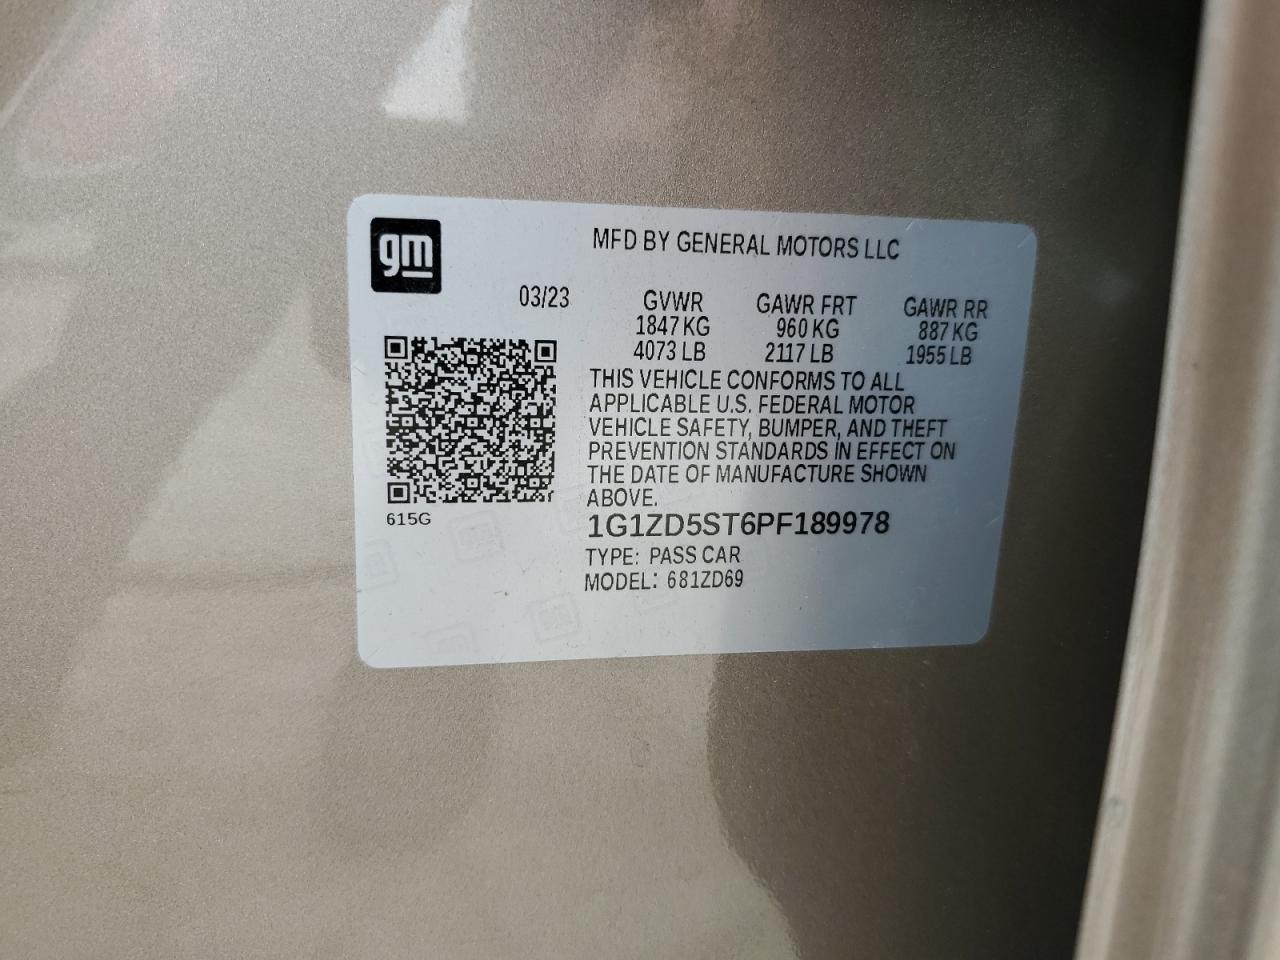 gm
MFD BY GENERAL MOTORS LLC
03/23
GVWR GAWR FRT GAWR RR
1847 KG 960 KG 887 KG
4073 LB 2117 LB 1955 LB
THIS VEHICLE CONFORMS TO ALL
APPLICABLE U.S. FEDERAL MOTOR
VEHICLE SAFETY, BUMPER, AND THEFT
PREVENTION STANDARDS IN EFFECT ON
THE DATE OF MANUFACTURE SHOWN
ABOVE.
615G
1G1ZD5ST6PF189978
TYPE: PASS CAR
MODEL: 681ZD69